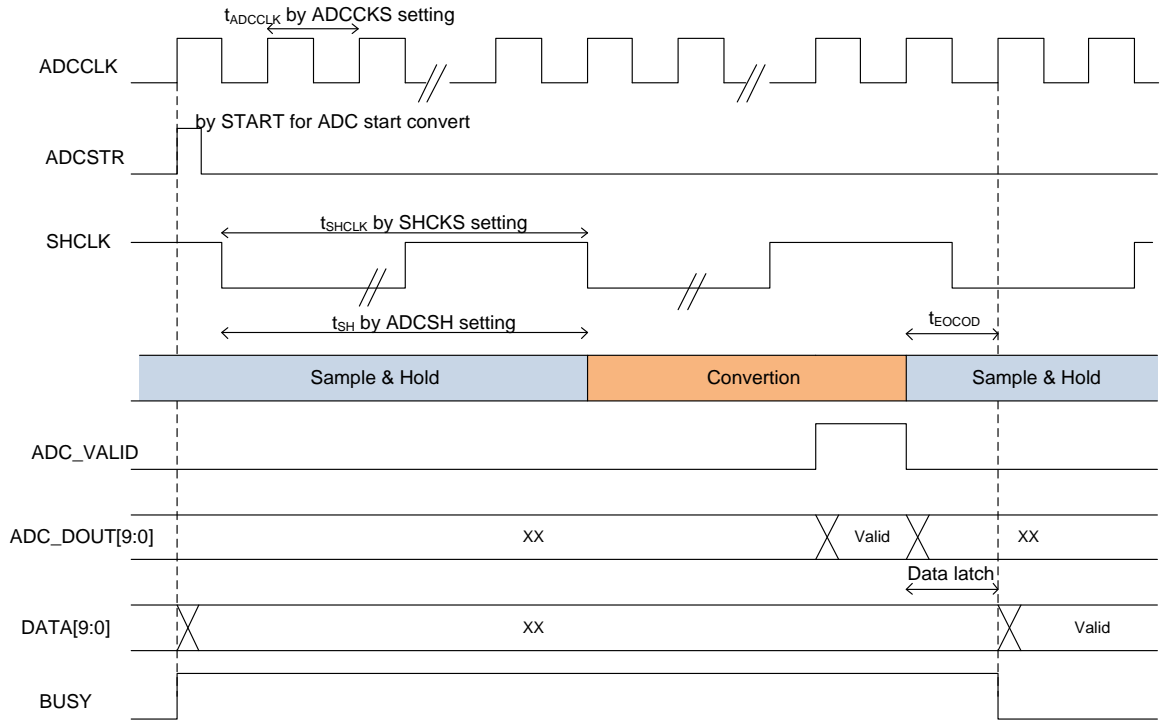 tADCCLK by ADCCKS setting
ADCCLK
by START for ADC start convert
ADCSTR
tSHCLK by SHCKS setting
SHCLK
tSH by ADCSH setting
tEOCOD
Sample & Hold
Convertion
Sample & Hold
ADC_VALID
ADC_DOUT[9:0]
XX
Valid
XX
Data latch
DATA[9:0]
XX
Valid
BUSY